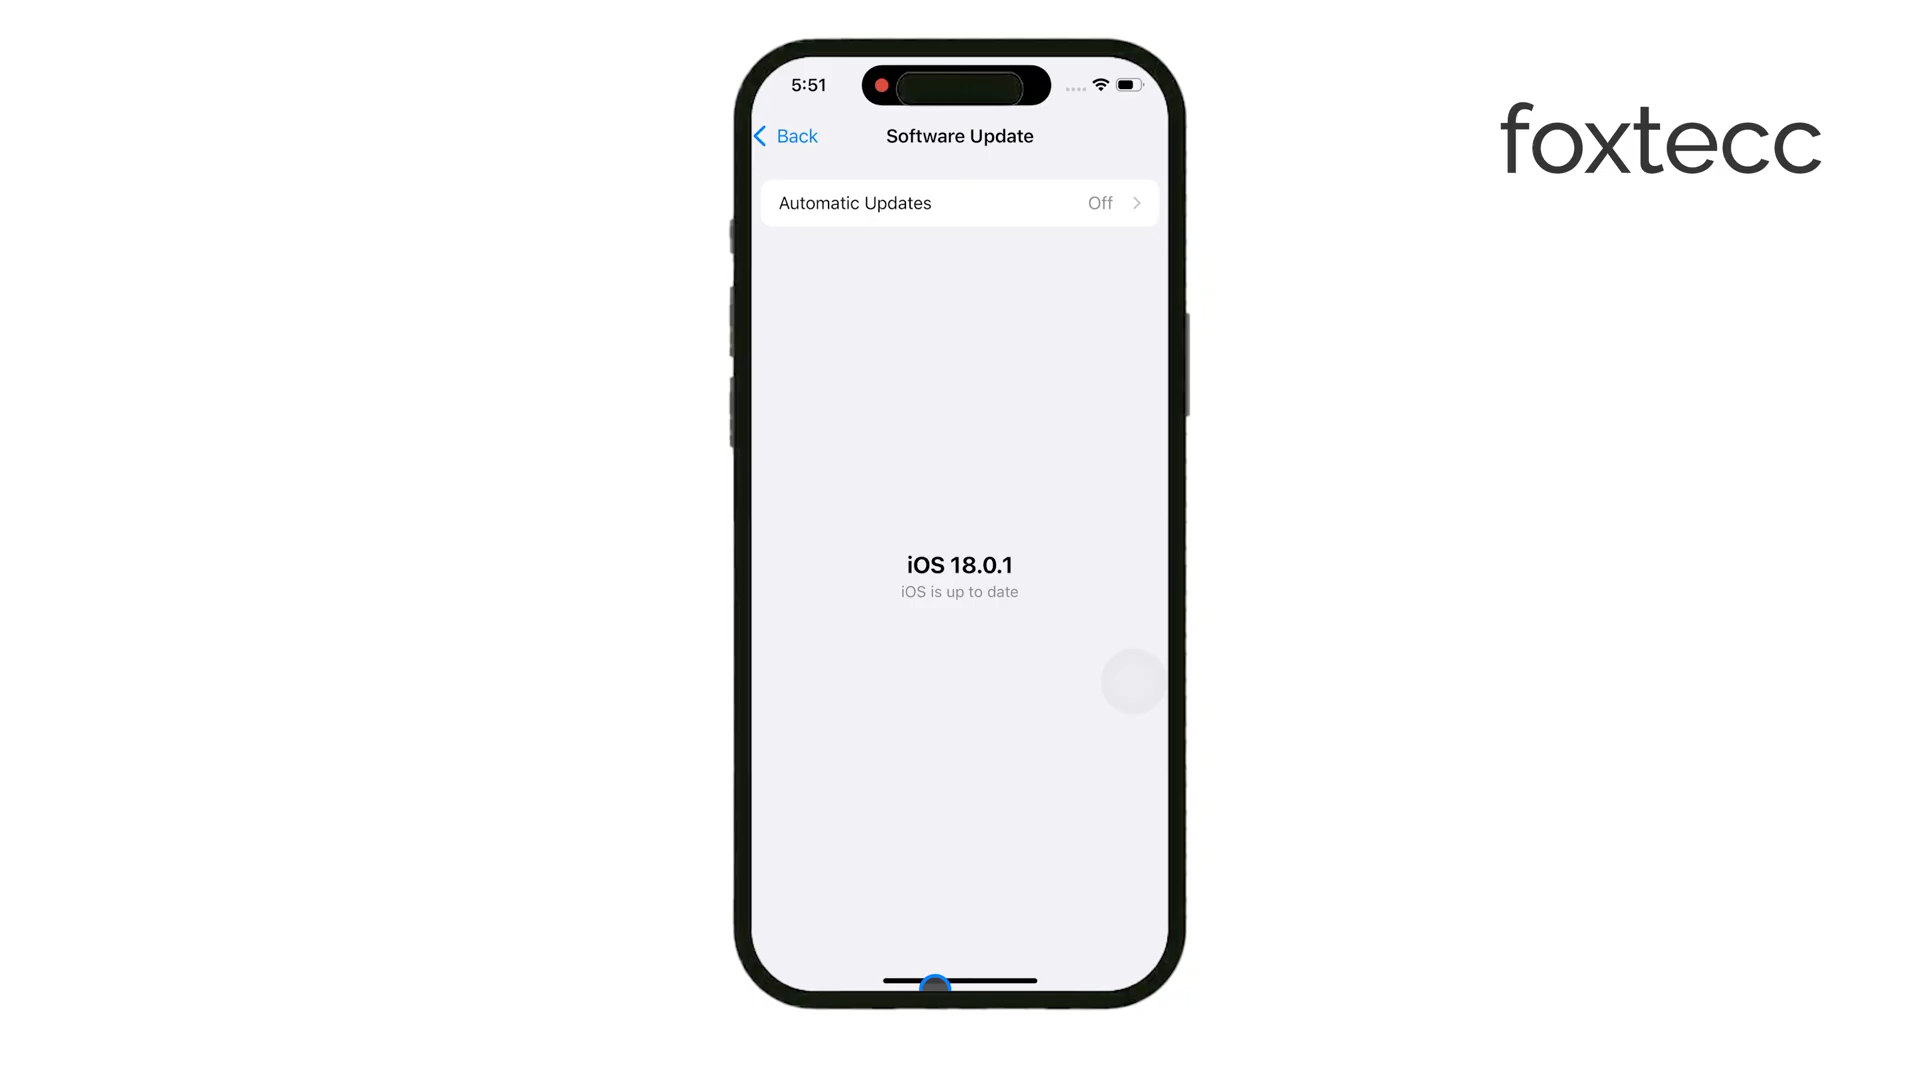 5:51
foxtecc
Back
Software Update
Automatic Updates
Off
iOS 18.0.1
iOS is up to date